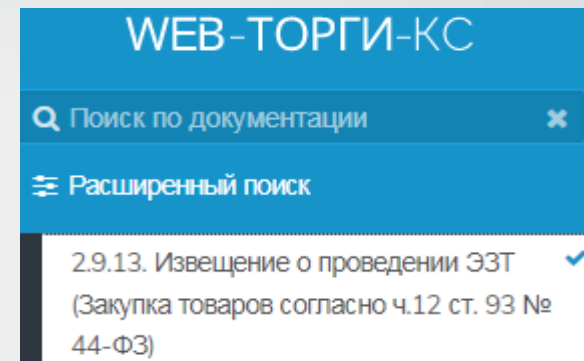 WEB-ТОРГИ-КС
Поиск по документации
Расширенный поиск
2.9.13. Извещение о проведении ЭЗТ
(Закупка товаров согласно ч.12 ст. 93 №
44-ФЗ)